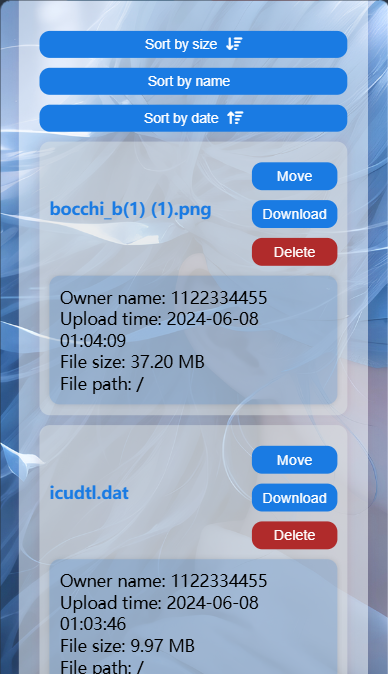 Sort by size
Sort by name
Sort by date
bocchi_b(1) (1).png
Move
Download
Delete
Owner name: 1122334455
Upload time: 2024-06-08
01:04:09
File size: 37.20 MB
File path: /
icudtl.dat
Move
Download
Delete
Owner name: 1122334455
Upload time: 2024-06-08
01:03:46
File size: 9.97 MB
File path: /